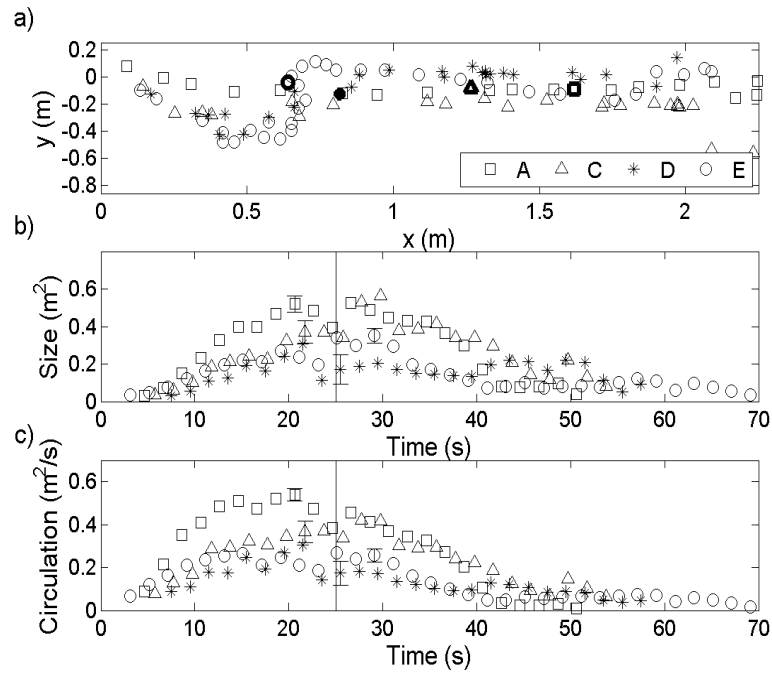 a)
0.2
0
-0.2
-0.4
-0.6
-0.8
y (m)
A C D E
0 0.5 1 1.5 2
x (m)
b)
0.6
0.4
0.2
0
Size (m²)
0 10 20 30 40 50 60 70
Time (s)
c)
0.6
0.4
0.2
0
Circulation (m²/s)
0 10 20 30 40 50 60 70
Time (s)